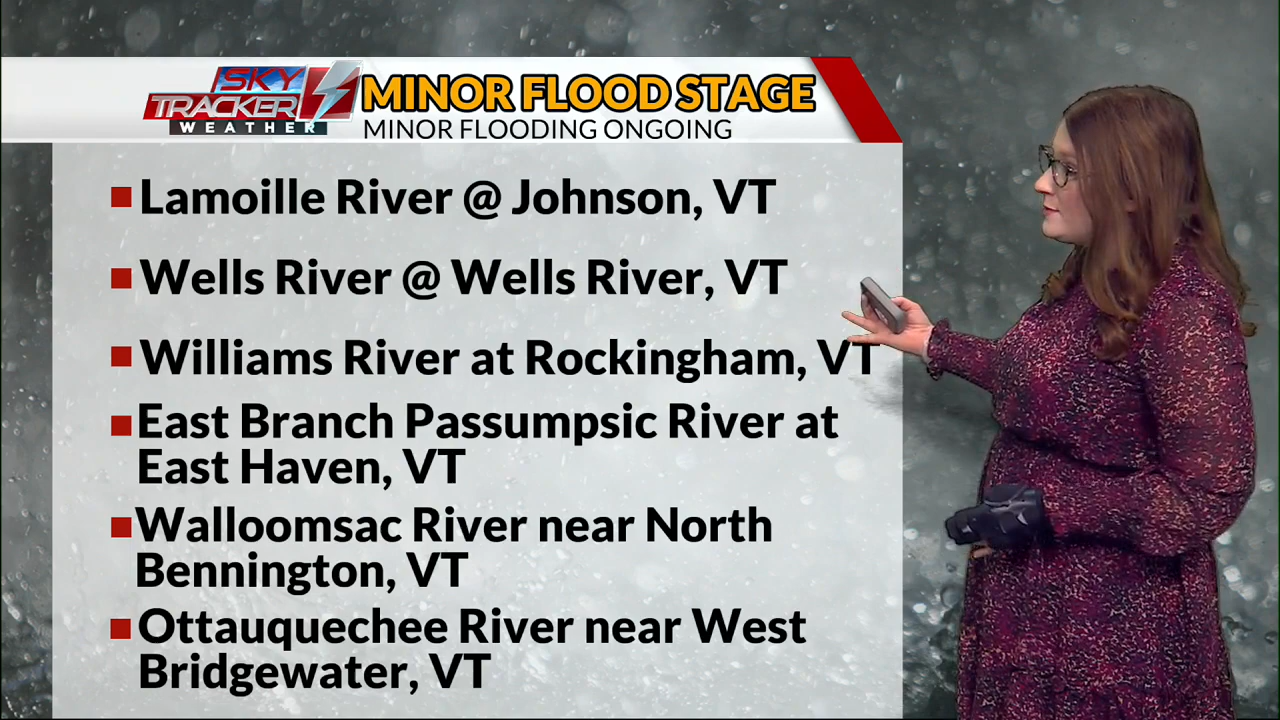 SKY
TRACKER
WEATHER
MINOR FLOOD STAGE
MINOR FLOODING ONGOING
Lamoille River @ Johnson, VT
Wells River @ Wells River, VT
Williams River at Rockingham, VT
East Branch Passumpsic River at
East Haven, VT
Walloomsac River near North
Bennington, VT
Ottauquechee River near West
Bridgewater, VT